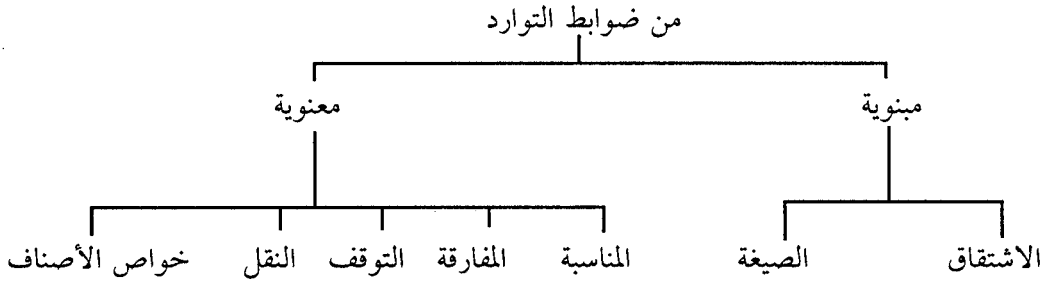 من ضوابط التوارد
مبنوية معنوية
الاشتقاق الصيغة المناسبة المفارقة التوقف النقل خواص الأصناف